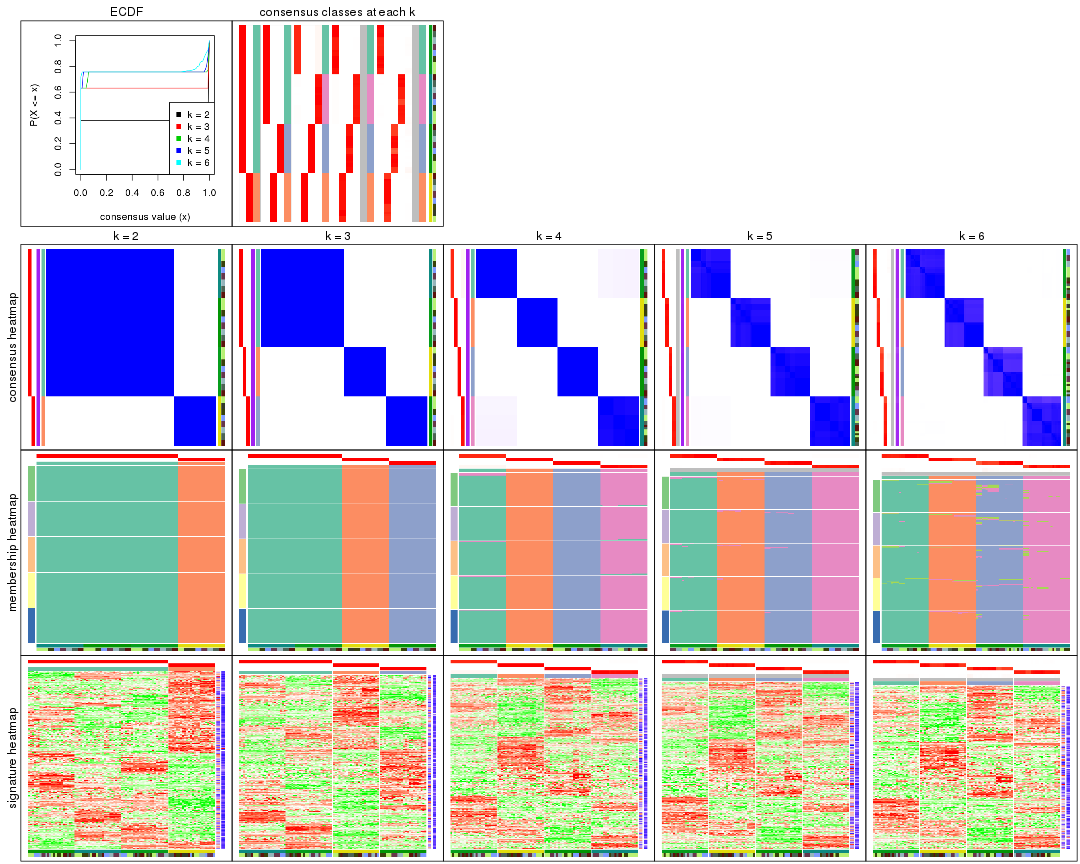 ECDF
consensus classes at each k
P(X <= x)
0.0 0.2 0.4 0.6 0.8 1.0
k = 2
k = 3
k = 4
k = 5
k = 6
0.0 0.2 0.4 0.6 0.8 1.0
consensus value (x)
k = 2
k = 3
k = 4
k = 5
k = 6
consensus heatmap
membership heatmap
signature heatmap